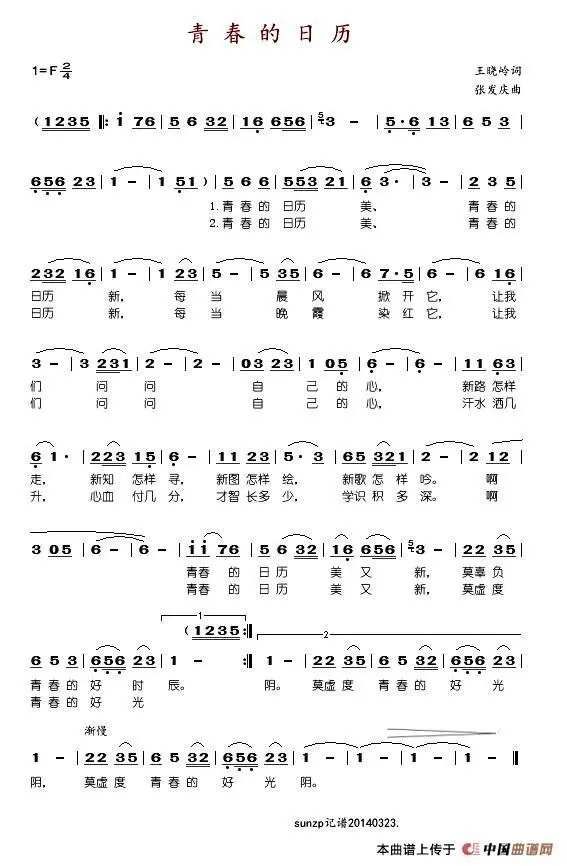 青春的日历
1=F 2/4
王晓岭词
张发庆曲
( 1235 ‖: i 76 | 5 6 32 | 16 656 | 3 - | 5·6 13 | 6 5 3 |
656 23 | 1 - | 1 51 ) | 5 6 6 | 553 21 | 6 3· | 3 - | 2 3 5 |
1.青春的 日历 美、 青春的
2.青春的 日历 美、 青春的
232 16 | 1 - | 1 23 | 5 - | 5 35 | 6 - | 6 7·5 | 6 - | 6 16 |
日历 新, 每 当 晨 风 掀 开 它, 让我
日历 新, 每 当 晚 霞 染 红 它, 让我
3 - | 3 231 | 2 - | 2 - | 03 23 | 1 05 | 6 - | 6 - | 11 63 |
们 问 问 自 己 的 心, 新路 怎样
们 问 问 自 己 的 心, 汗水 洒几
6 1· | 223 15 | 6 - | 11 23 | 5 - | 65 321 | 2 - | 2 12 |
走, 新知 怎样 寻, 新图 怎样 绘, 新歌 怎 样 吟。 啊
升, 心血 付几 分, 才智 长多 少, 学识 积 多 深。 啊
3 05 | 6 - | 6 - | ii 76 | 5 6 32 | 16 656 | 3 - | 22 35 |
青春 的 日 历 美 又 新, 莫辜 负
青春 的 日 历 美 又 新, 莫虚 度
1
( 1235 :‖
2
6 5 3 | 656 23 | 1 - :‖ 1 - | 22 35 | 6 5 32 | 656 23 |
青 春 的 好 时 辰。 阴。 莫虚 度 青 春 的 好 光
青 春 的 好 光
渐慢
1 - | 22 35 | 6 5 32 | 656 23 | 1 - | 1 - | 1 - ‖
阴, 莫虚 度 青 春 的 好 光 阴。
sunzp记谱20140323.
本曲谱上传于 中国曲谱网